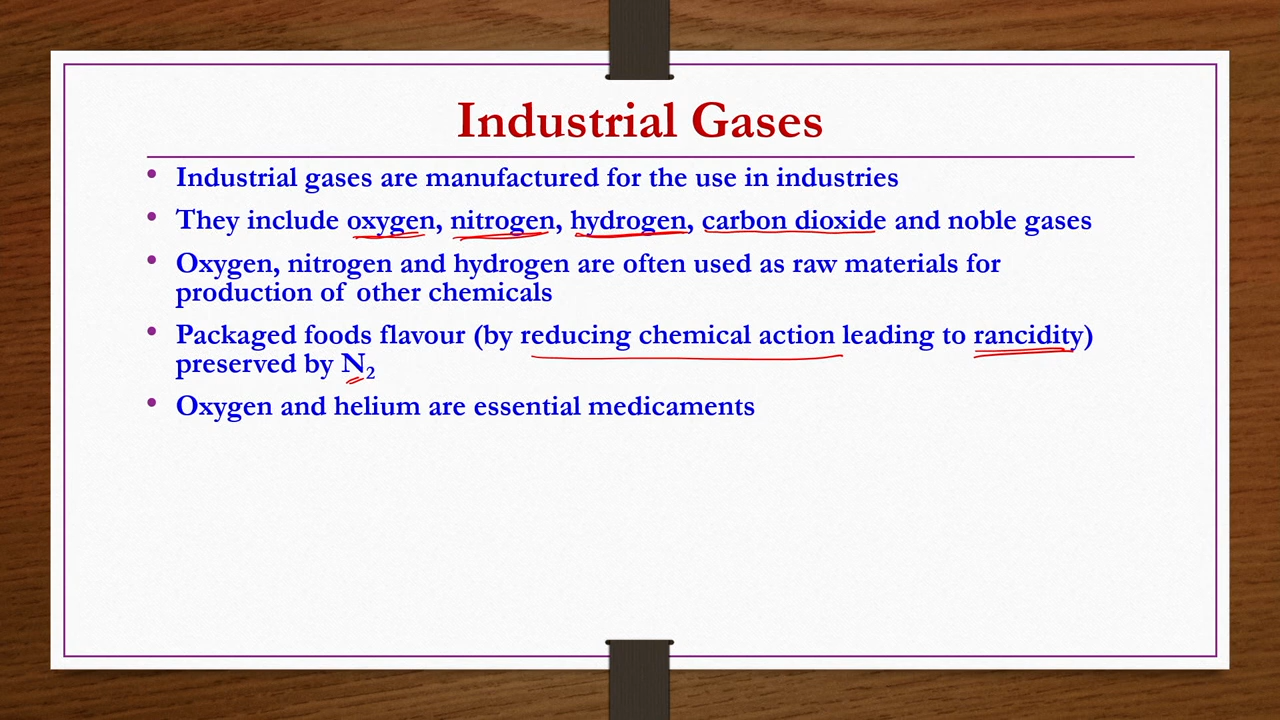 Industrial Gases
• Industrial gases are manufactured for the use in industries
• They include oxygen, nitrogen, hydrogen, carbon dioxide and noble gases
• Oxygen, nitrogen and hydrogen are often used as raw materials for
production of other chemicals
• Packaged foods flavour (by reducing chemical action leading to rancidity)
preserved by N₂
• Oxygen and helium are essential medicaments